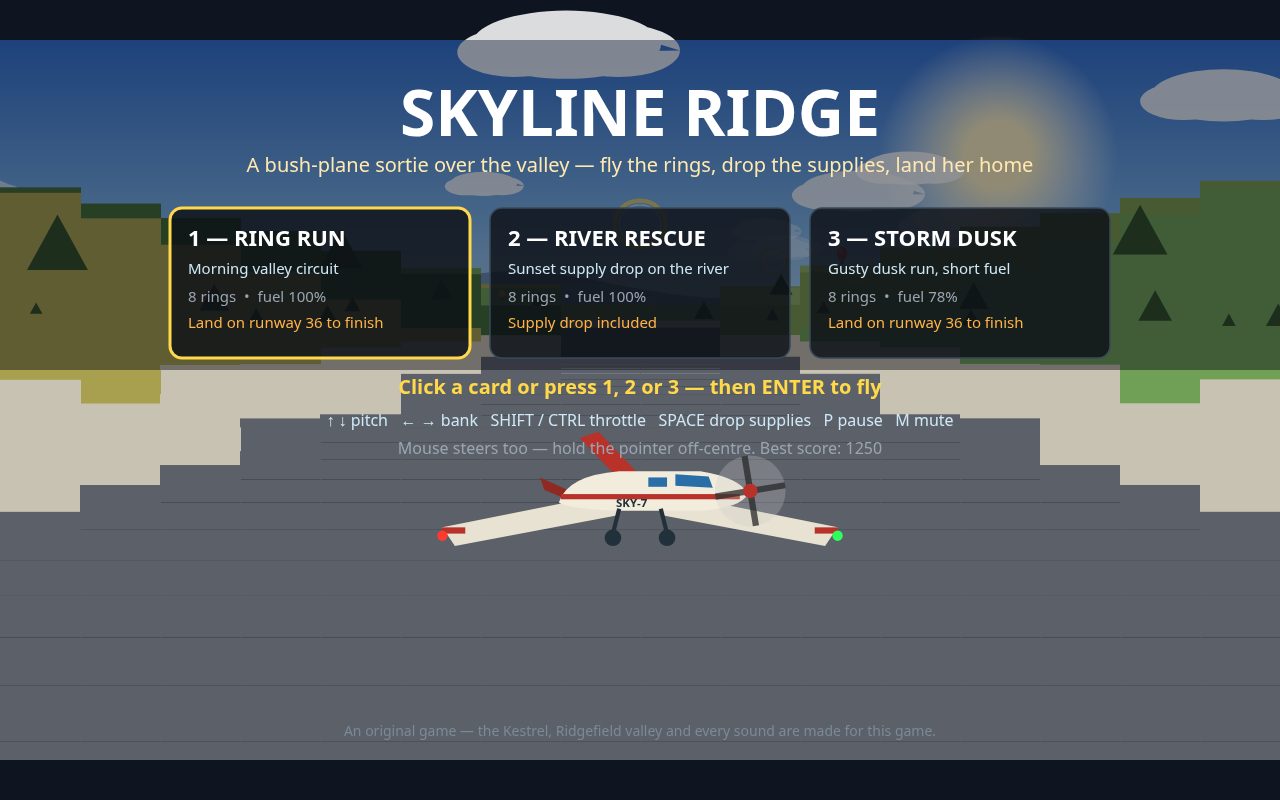 SKYLINE RIDGE
A bush-plane sortie over the valley — fly the rings, drop the supplies, land her home
1 — RING RUN
Morning valley circuit
8 rings • fuel 100%
Land on runway 36 to finish
2 — RIVER RESCUE
Sunset supply drop on the river
8 rings • fuel 100%
Supply drop included
3 — STORM DUSK
Gusty dusk run, short fuel
8 rings • fuel 78%
Land on runway 36 to finish
Click a card or press 1, 2 or 3 — then ENTER to fly
↑ ↓ pitch ← → bank SHIFT / CTRL throttle SPACE drop supplies P pause M mute
Mouse steers too — hold the pointer off-centre. Best score: 1250
SKY-7
An original game — the Kestrel, Ridgefield valley and every sound are made for this game.